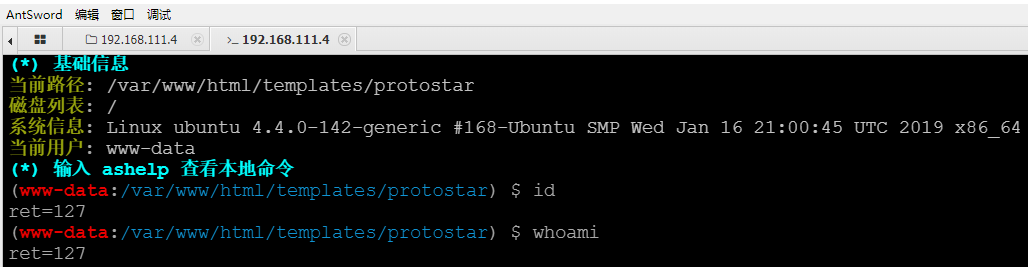 AntSword 编辑 窗口 调试
192.168.111.4 >_ 192.168.111.4
(*) 基础信息
当前路径: /var/www/html/templates/protostar
磁盘列表: /
系统信息: Linux ubuntu 4.4.0-142-generic #168-Ubuntu SMP Wed Jan 16 21:00:45 UTC 2019 x86_64
当前用户: www-data
(*) 输入 ashelp 查看本地命令
(www-data:/var/www/html/templates/protostar) $ id
ret=127
(www-data:/var/www/html/templates/protostar) $ whoami
ret=127